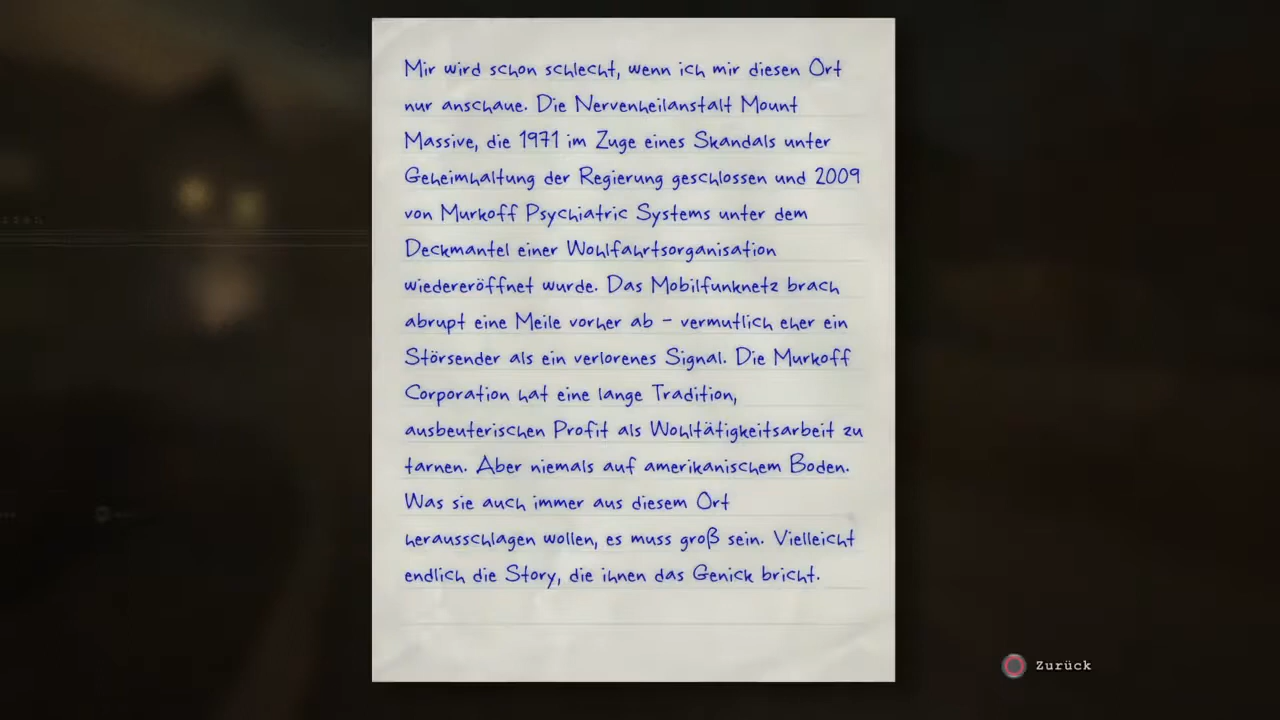 Mir wird schon schlecht, wenn ich mir diesen Ort
nur anschaue. Die Nervenheilanstalt Mount
Massive, die 1971 im Zuge eines Skandals unter
Geheimhaltung der Regierung geschlossen und 2009
von Murkoff Psychiatric Systems unter dem
Deckmantel einer Wohlfahrtsorganisation
wiedereröffnet wurde. Das Mobilfunknetz brach
abrupt eine Meile vorher ab – vermutlich eher ein
Störsender als ein verlorenes Signal. Die Murkoff
Corporation hat eine lange Tradition,
ausbeuterischen Profit als Wohltätigkeitsarbeit zu
tarnen. Aber niemals auf amerikanischem Boden.
Was sie auch immer aus diesem Ort
herausschlagen wollen, es muss groß sein. Vielleicht
endlich die Story, die ihnen das Genick bricht.
Zurück